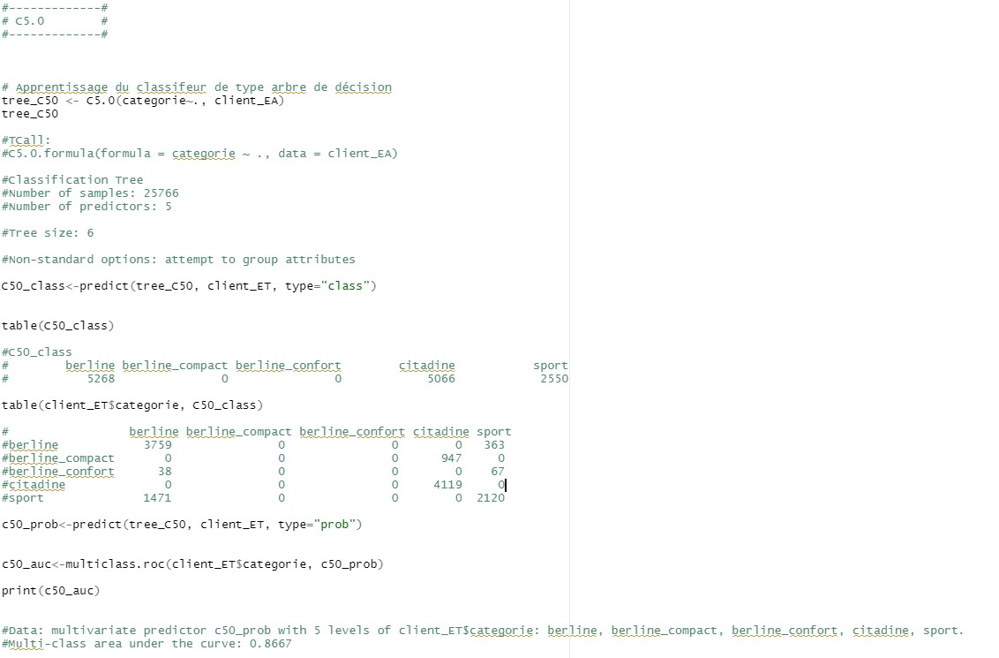 #-------------#
# C5.0        #
#-------------#
# Apprentissage du classifeur de type arbre de décision
tree_C50 <- C5.0(categorie~., client_EA)
tree_C50
#TCall:
#C5.0.formula(formula = categorie ~ ., data = client_EA)
#Classification Tree
#Number of samples: 25766
#Number of predictors: 5
#Tree size: 6
#Non-standard options: attempt to group attributes
C50_class<-predict(tree_C50, client_ET, type="class")
table(C50_class)
#C50_class
#        berline berline_compact berline_confort        citadine           sport
#           5268               0               0            5066            2550
table(client_ET$categorie, C50_class)
#                 berline berline_compact berline_confort citadine sport
#berline            3759               0               0        0   363
#berline_compact       0               0               0      947     0
#berline_confort      38               0               0        0    67
#citadine              0               0               0     4119     0
#sport              1471               0               0        0  2120
c50_prob<-predict(tree_C50, client_ET, type="prob")
c50_auc<-multiclass.roc(client_ET$categorie, c50_prob)
print(c50_auc)
#Data: multivariate predictor c50_prob with 5 levels of client_ET$categorie: berline, berline_compact, berline_confort, citadine, sport.
#Multi-class area under the curve: 0.8667